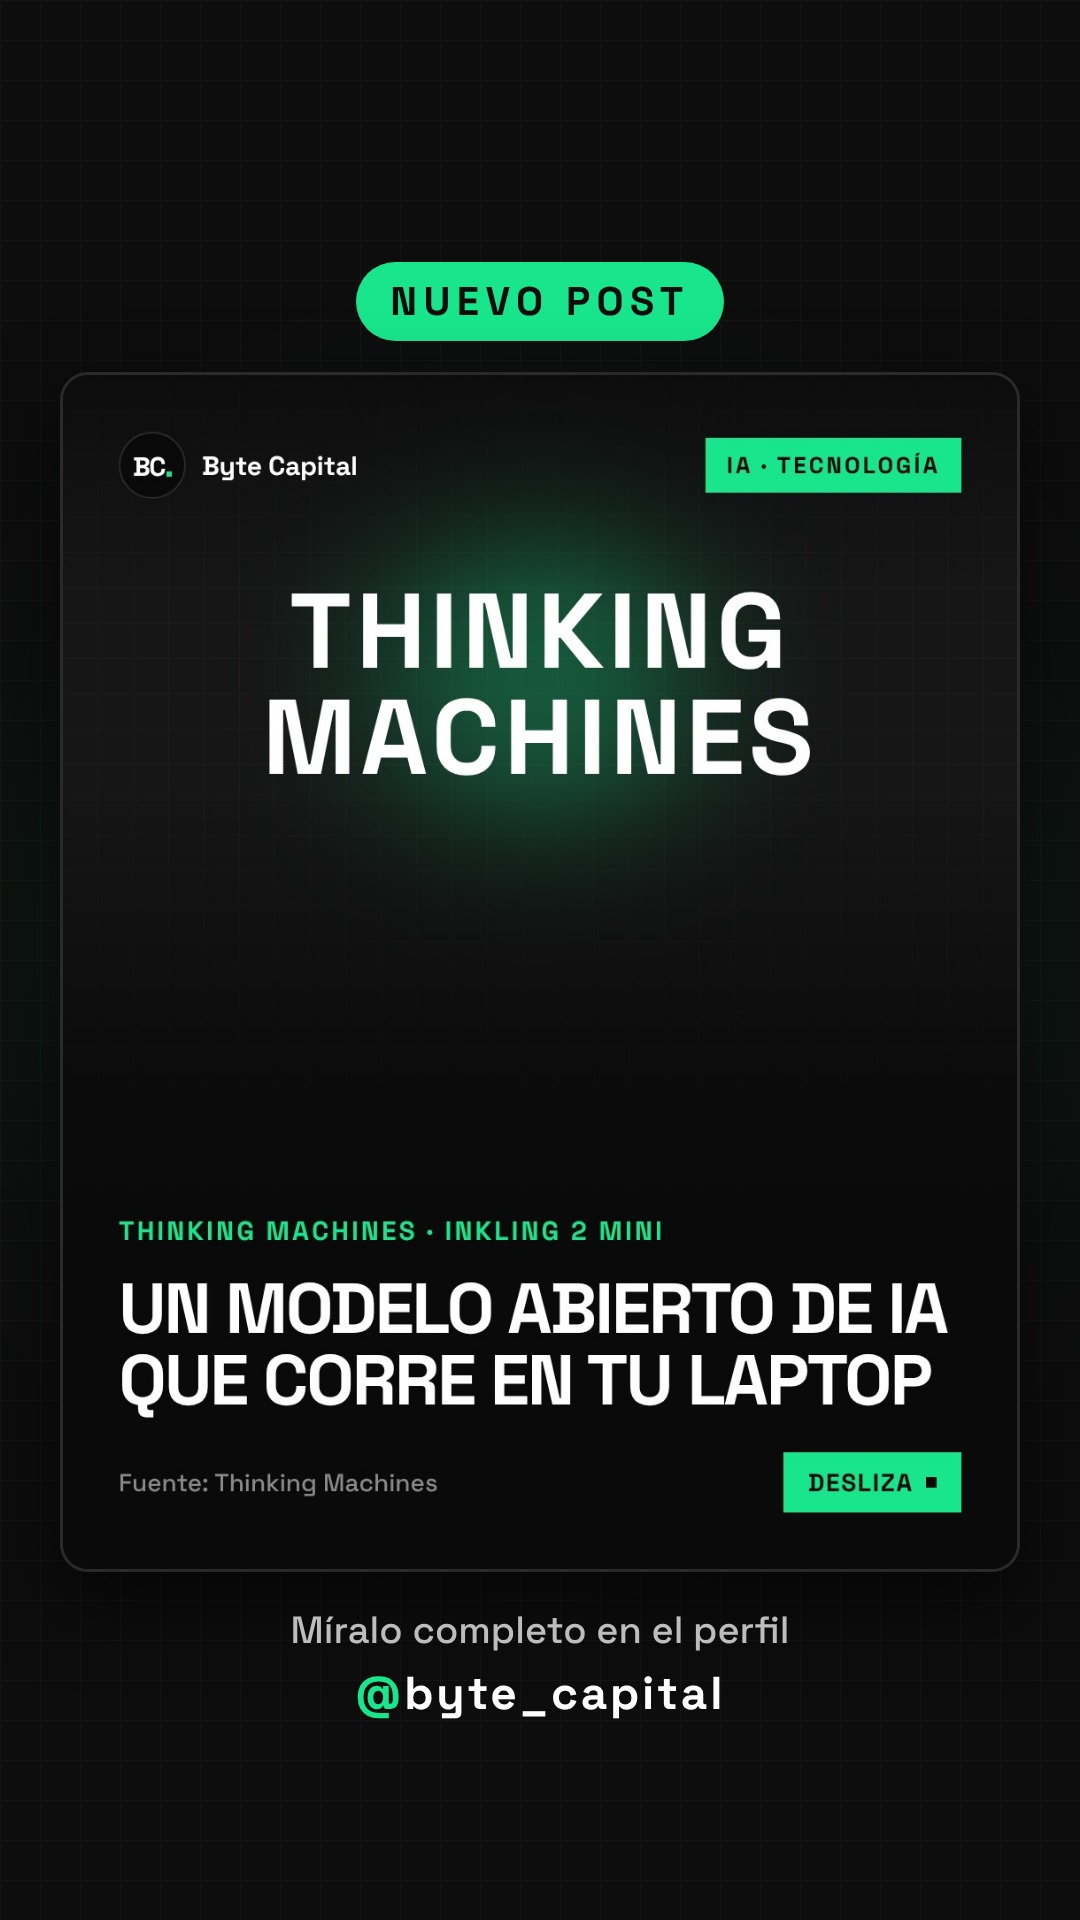 NUEVO POST
BC.
Byte Capital
IA · TECNOLOGÍA
THINKING
MACHINES
THINKING MACHINES · INKLING 2 MINI
UN MODELO ABIERTO DE IA
QUE CORRE EN TU LAPTOP
Fuente: Thinking Machines
DESLIZA ▪
Míralo completo en el perfil
@byte_capital